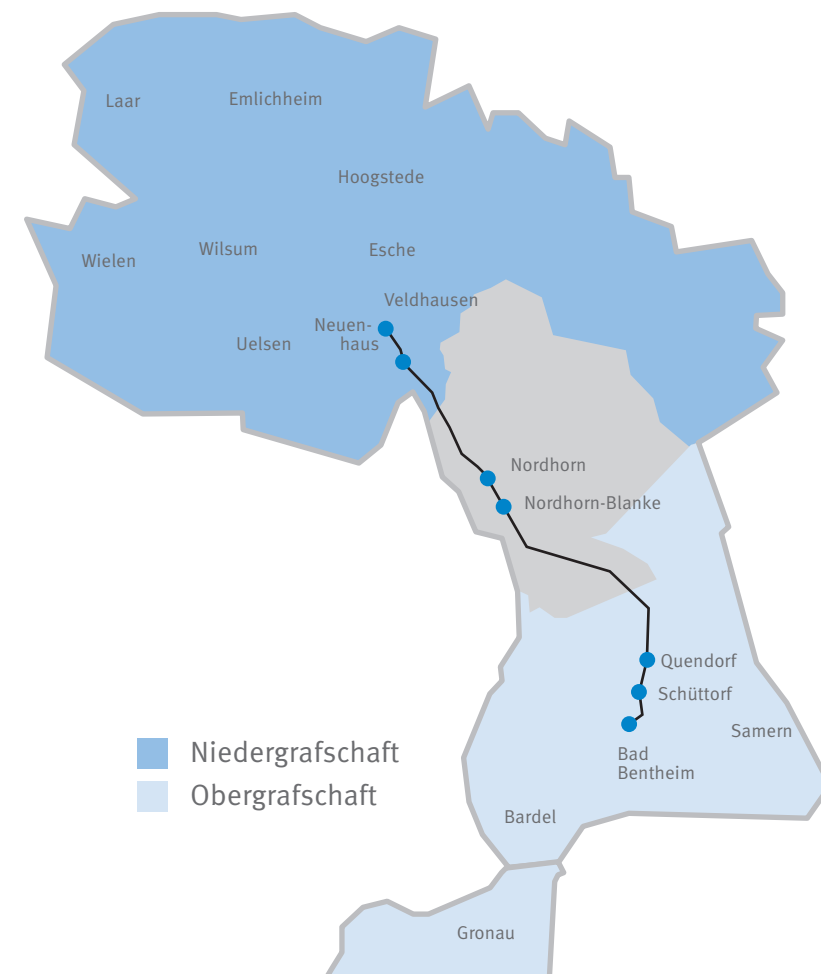 Laar
Emlichheim
Hoogstede
Wielen
Wilsum
Esche
Veldhausen
Neuen-
haus
Uelsen
Nordhorn
Nordhorn-Blanke
Quendorf
Schüttorf
Samern
Bad
Bentheim
Niedergrafschaft
Obergrafschaft
Bardel
Gronau